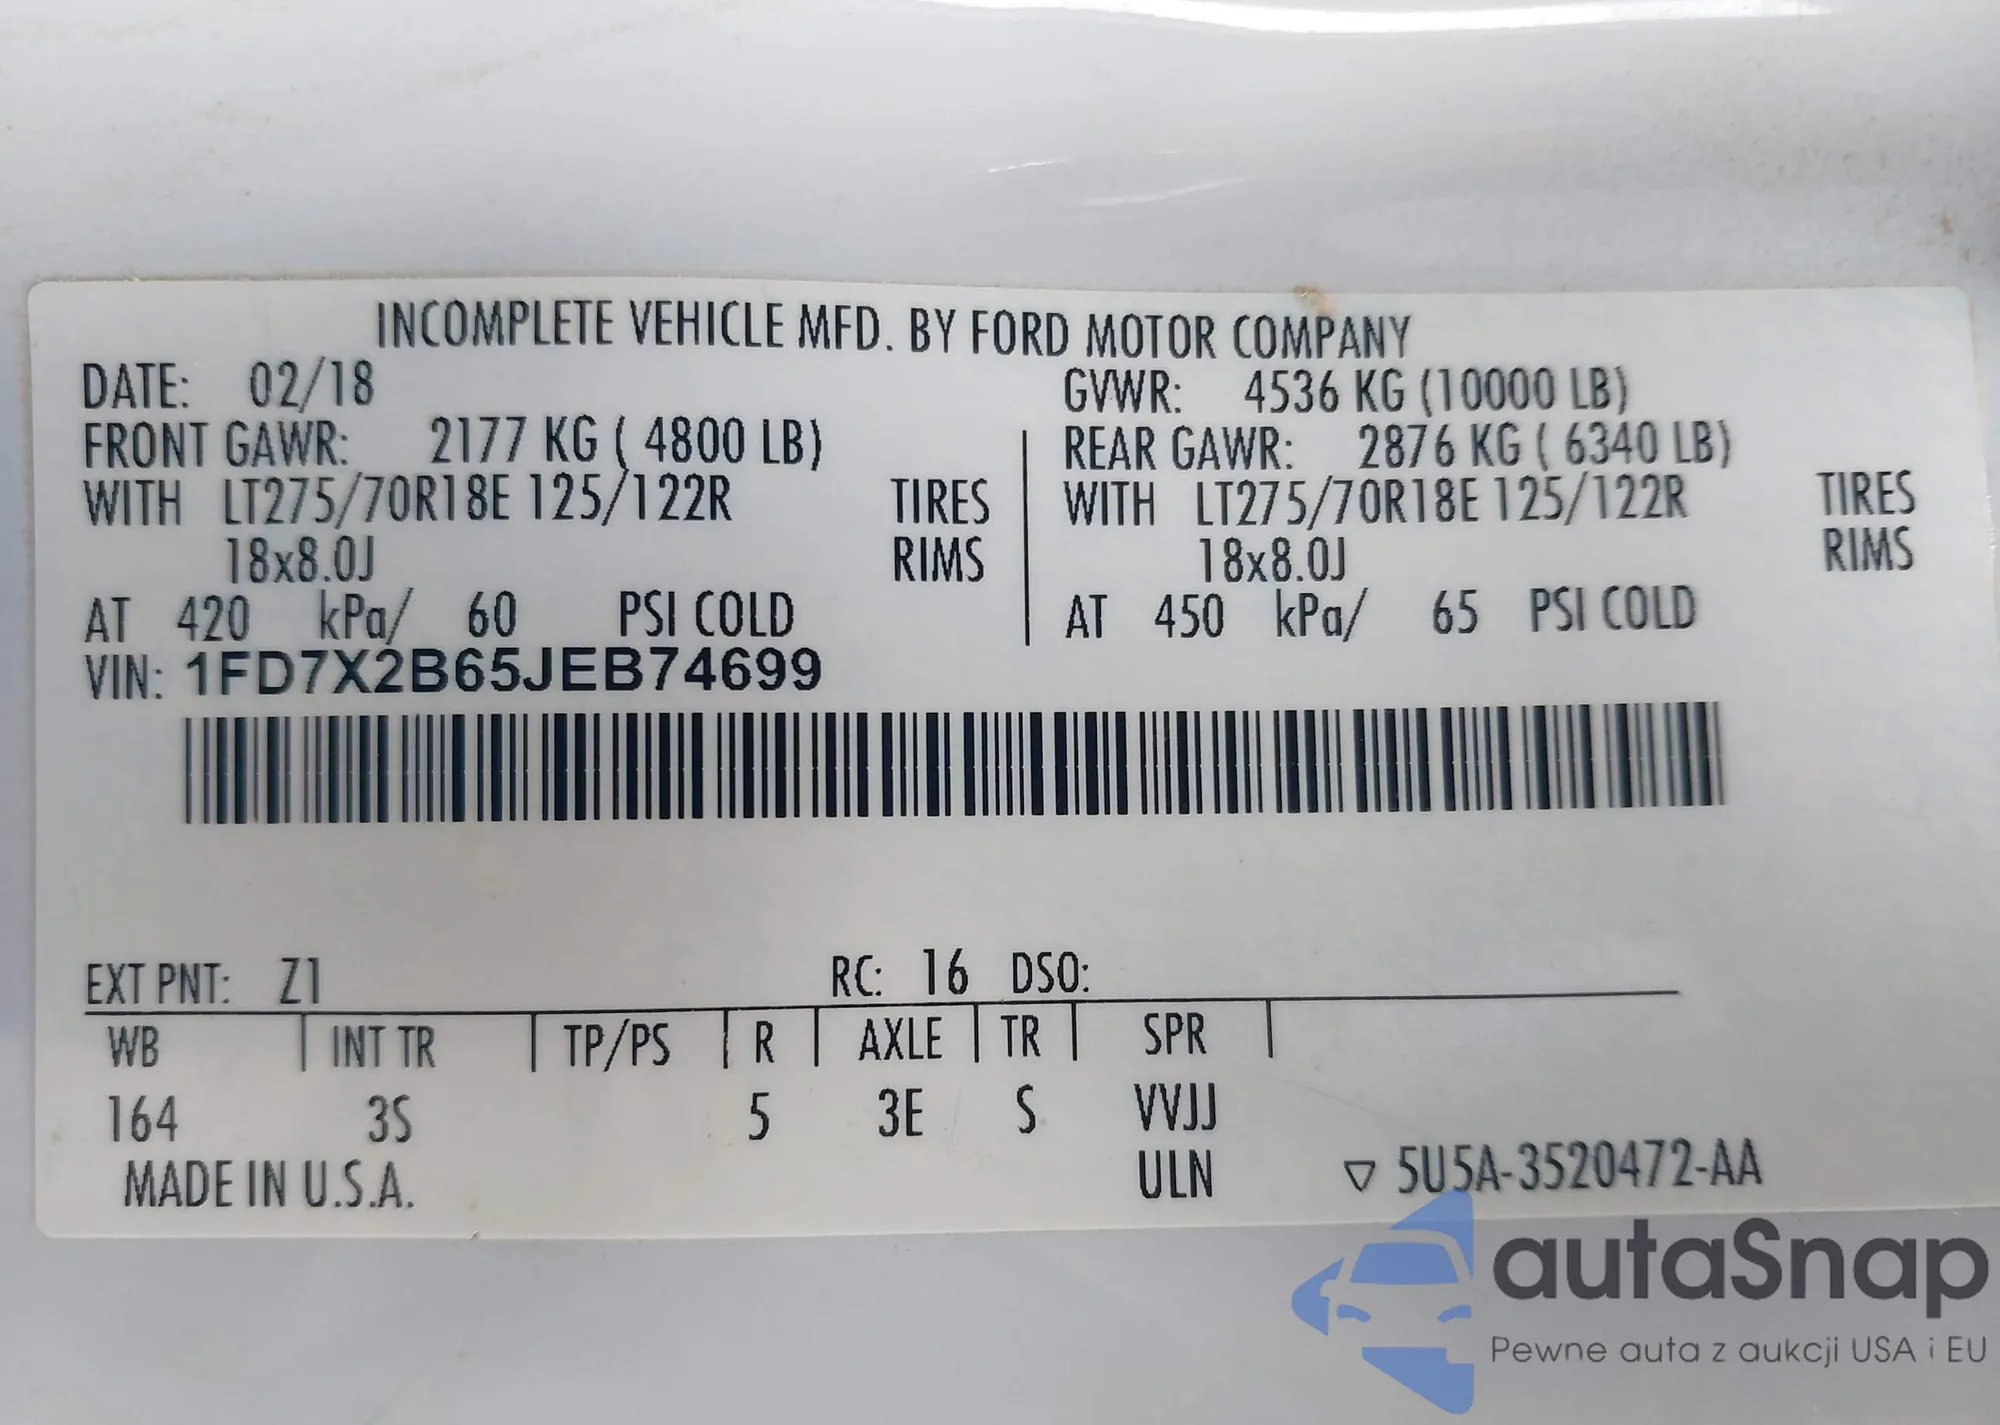 INCOMPLETE VEHICLE MFD. BY FORD MOTOR COMPANY
DATE: 02/18 GVWR: 4536 KG (10000 LB)
FRONT GAWR: 2177 KG ( 4800 LB) REAR GAWR: 2876 KG ( 6340 LB)
WITH LT275/70R18E 125/122R TIRES WITH LT275/70R18E 125/122R TIRES
18x8.0J RIMS 18x8.0J RIMS
AT 420 kPa/ 60 PSI COLD AT 450 kPa/ 65 PSI COLD
VIN: 1FD7X2B65JEB74699
EXT PNT: Z1 RC: 16 DSO:
WB INT TR TP/PS R AXLE TR SPR
164 3S 5 3E S VVJJ
MADE IN U.S.A. ULN ▽ 5U5A-3520472-AA
autaSnap
Pewne auta z aukcji USA i EU